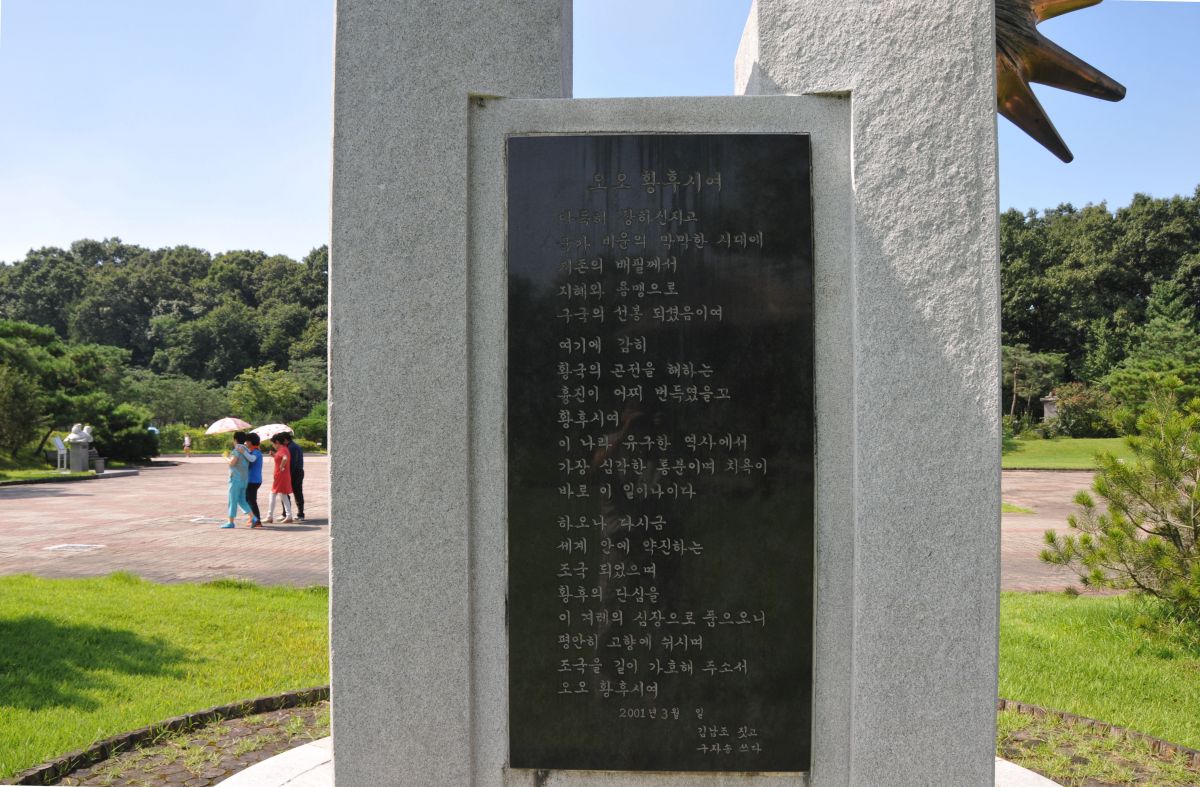 오오 황후시여
다독허 강하신지고
국가 비운의 막막한 시대에
지존의 배필께서
지혜와 용맹으로
구국의 선봉 되셨음이여
여기에 감히
황국의 곤전을 해하는
흉진이 어찌 번득였을꼬
황후시여
이 나라 유구한 역사에서
가장 심각한 통분이며 치욕이
바로 이 일이나이다
하오나 다시금
세계 안에 약진하는
조국 되었으며
황후의 단심을
이 겨레의 심장으로 품으오니
평안히 고향에 쉬시며
조국을 길이 가호해 주소서
오오 황후시여
2001년 3월 일
김남조 짓고
구자송 쓰다